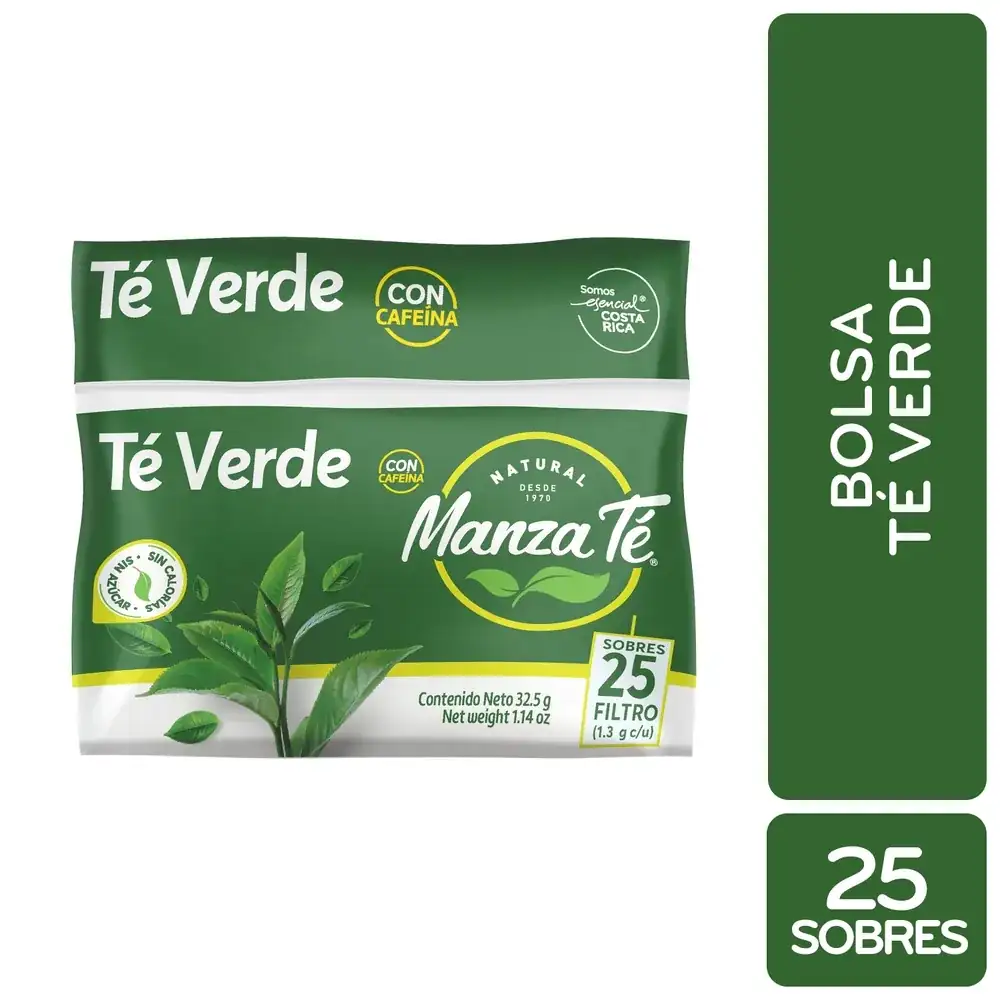 Té Verde
CON
CAFEÍNA
Somos
esencial®
COSTA
RICA
Té Verde
CON
CAFEÍNA
NATURAL
DESDE
1970
Manza Té®
SIN CALORÍAS • SIN AZÚCAR •
Contenido Neto 32.5 g
Net weight 1.14 oz
SOBRES
25
FILTRO
(1.3 g c/u)
BOLSA
TÉ VERDE
25
SOBRES